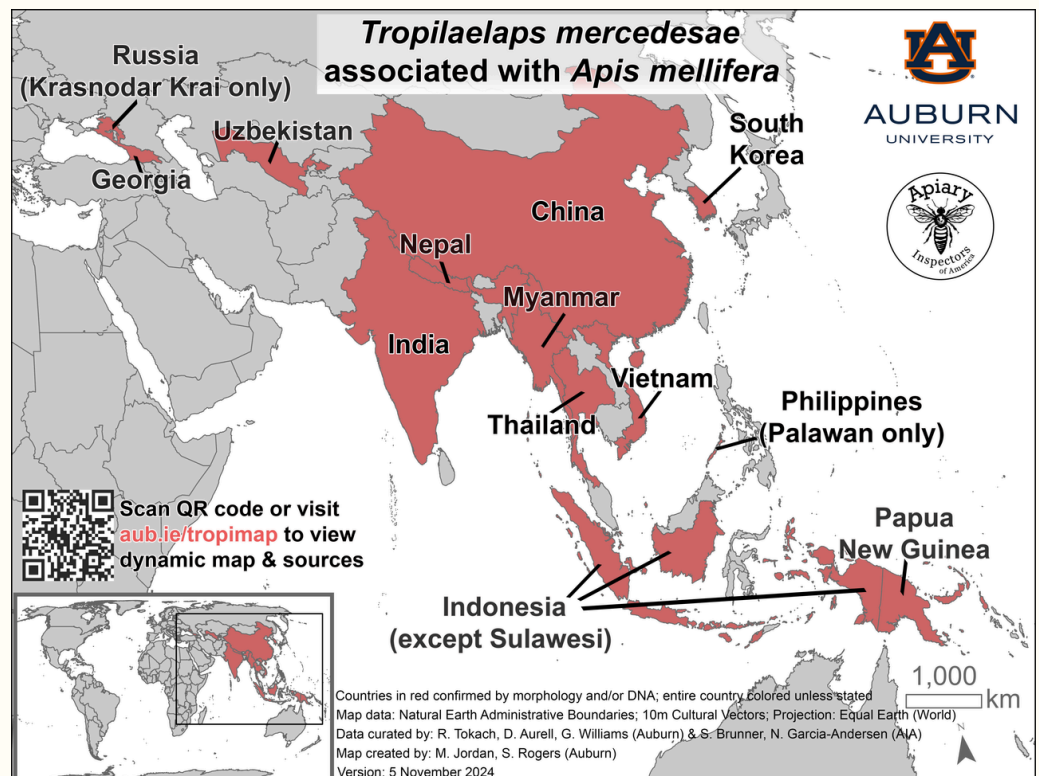 Tropilaelaps mercedesae
associated with Apis mellifera
AUBURN
UNIVERSITY
Apiary
Inspectors
of America
Russia
(Krasnodar Krai only)
Uzbekistan
Georgia
South
Korea
China
Nepal
Myanmar
India
Vietnam
Thailand
Philippines
(Palawan only)
Papua
New Guinea
Indonesia
(except Sulawesi)
Scan QR code or visit
aub.ie/tropimap to view
dynamic map & sources
1,000
km
N
Countries in red confirmed by morphology and/or DNA; entire country colored unless stated
Map data: Natural Earth Administrative Boundaries; 10m Cultural Vectors; Projection: Equal Earth (World)
Data curated by: R. Tokach, D. Aurell, G. Williams (Auburn) & S. Brunner, N. Garcia-Andersen (AIA)
Map created by: M. Jordan, S. Rogers (Auburn)
Version: 5 November 2024